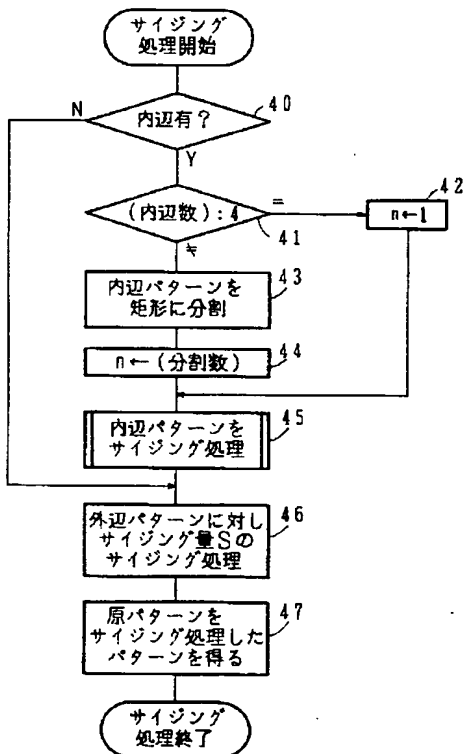 サイジング
処理開始
N
内辺有?
40
Y
(内辺数):4
=
41
≠
42
n←1
内辺パターンを
矩形に分割
43
n←(分割数)
44
内辺パターンを
サイジング処理
45
外辺パターンに対し
サイジング量Sの
サイジング処理
46
原パターンを
サイジング処理した
パターンを得る
47
サイジング
処理終了